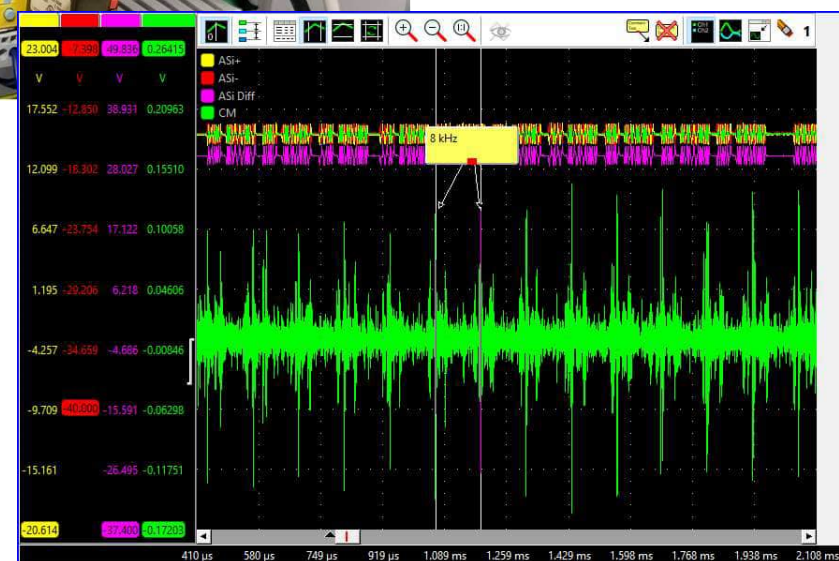 1
23.004 -7.398 49.836 0.26415
V V V V
17.552 -12.850 38.931 0.20963
12.099 -18.302 28.027 0.15510
6.647 -23.754 17.122 0.10058
1.195 -29.206 6.218 0.04606
-4.257 -34.659 -4.686 -0.00846
-9.709 -40.000 -15.591 -0.06298
-15.161 -26.495 -0.11751
-20.614 -37.400 -0.17203
ASi+
ASi-
ASi Diff
CM
8 kHz
410 µs 580 µs 749 µs 919 µs 1.089 ms 1.259 ms 1.429 ms 1.598 ms 1.768 ms 1.938 ms 2.108 ms